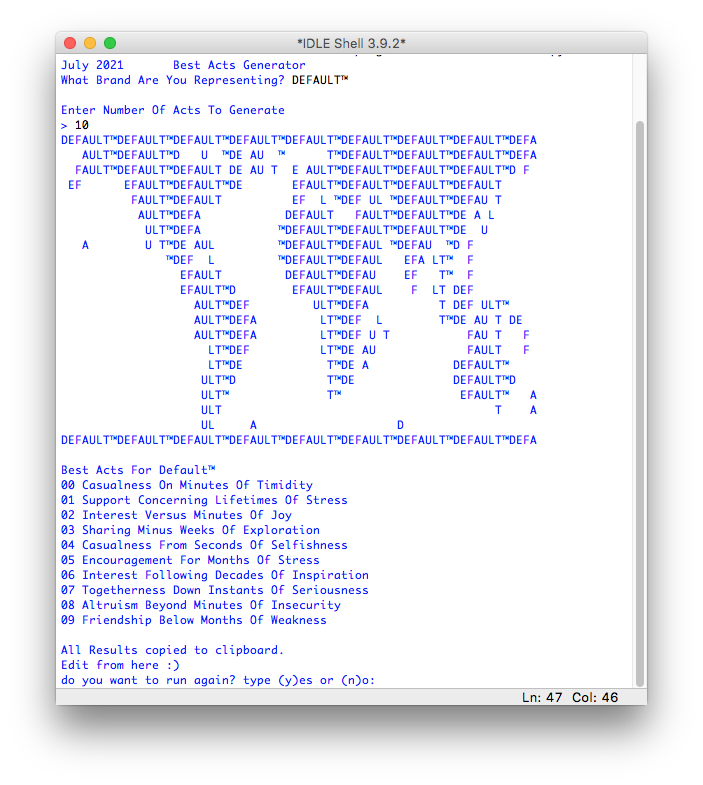 *IDLE Shell 3.9.2*
July 2021       Best Acts Generator
What Brand Are You Representing? DEFAULT™
Enter Number Of Acts To Generate
> 10
DEFAULT™DEFAULT™DEFAULT™DEFAULT™DEFAULT™DEFAULT™DEFAULT™DEFAULT™DEFA
   AULT™DEFAULT™D   U  ™DE AU  ™      T™DEFAULT™DEFAULT™DEFAULT™DEFA
  FAULT™DEFAULT™DEFAULT DE AU T  E AULT™DEFAULT™DEFAULT™DEFAULT™D F
 EF      EFAULT™DEFAULT™DE       EFAULT™DEFAULT™DEFAULT™DEFAULT
          FAULT™DEFAULT          EF  L ™DEF UL ™DEFAULT™DEFAU T
           AULT™DEFA            DEFAULT   FAULT™DEFAULT™DE A L
            ULT™DEFA           ™DEFAULT™DEFAULT™DEFAULT™DE  U
   A        U T™DE AUL         ™DEFAULT™DEFAUL ™DEFAU  ™D F
               ™DEF  L         ™DEFAULT™DEFAUL   EFA LT™  F
                 EFAULT         DEFAULT™DEFAU    EF   T™  F
                 EFAULT™D        EFAULT™DEFAUL    F  LT DEF
                   AULT™DEF         ULT™DEFA          T DEF ULT™
                   AULT™DEFA         LT™DEF  L        T™DE AU T DE
                   AULT™DEFA         LT™DEF U T           FAU T   F
                     LT™DEF          LT™DE AU             FAULT   F
                     LT™DE            T™DE A            DEFAULT™
                    ULT™D             T™DE              DEFAULT™D
                    ULT™              T™                 EFAULT™   A
                    ULT                                       T    A
                    UL     A                    D
DEFAULT™DEFAULT™DEFAULT™DEFAULT™DEFAULT™DEFAULT™DEFAULT™DEFAULT™DEFA
Best Acts For Default™
00 Casualness On Minutes Of Timidity
01 Support Concerning Lifetimes Of Stress
02 Interest Versus Minutes Of Joy
03 Sharing Minus Weeks Of Exploration
04 Casualness From Seconds Of Selfishness
05 Encouragement For Months Of Stress
06 Interest Following Decades Of Inspiration
07 Togetherness Down Instants Of Seriousness
08 Altruism Beyond Minutes Of Insecurity
09 Friendship Below Months Of Weakness
All Results copied to clipboard.
Edit from here :)
do you want to run again? type (y)es or (n)o:
Ln: 47  Col: 46